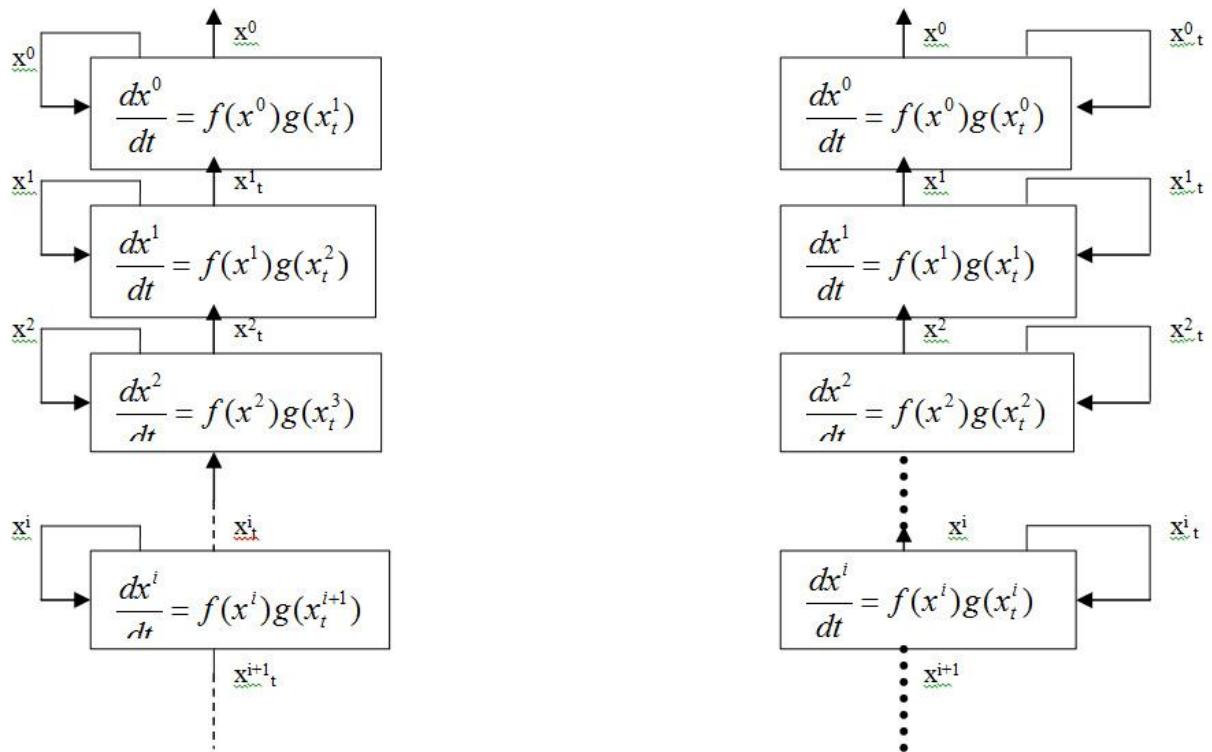 x⁰
x⁰
dx⁰/dt = f(x⁰)g(xₜ¹)
x¹
x¹ₜ
dx¹/dt = f(x¹)g(xₜ²)
x²
x²ₜ
dx²/dt = f(x²)g(xₜ³)
xⁱ
xⁱₜ
dxⁱ/dt = f(xⁱ)g(xₜⁱ⁺¹)
xⁱ⁺¹ₜ
x⁰
x⁰ₜ
dx⁰/dt = f(x⁰)g(xₜ⁰)
x¹
x¹ₜ
dx¹/dt = f(x¹)g(xₜ¹)
x²
x²ₜ
dx²/dt = f(x²)g(xₜ²)
xⁱ
xⁱₜ
dxⁱ/dt = f(xⁱ)g(xₜⁱ)
xⁱ⁺¹